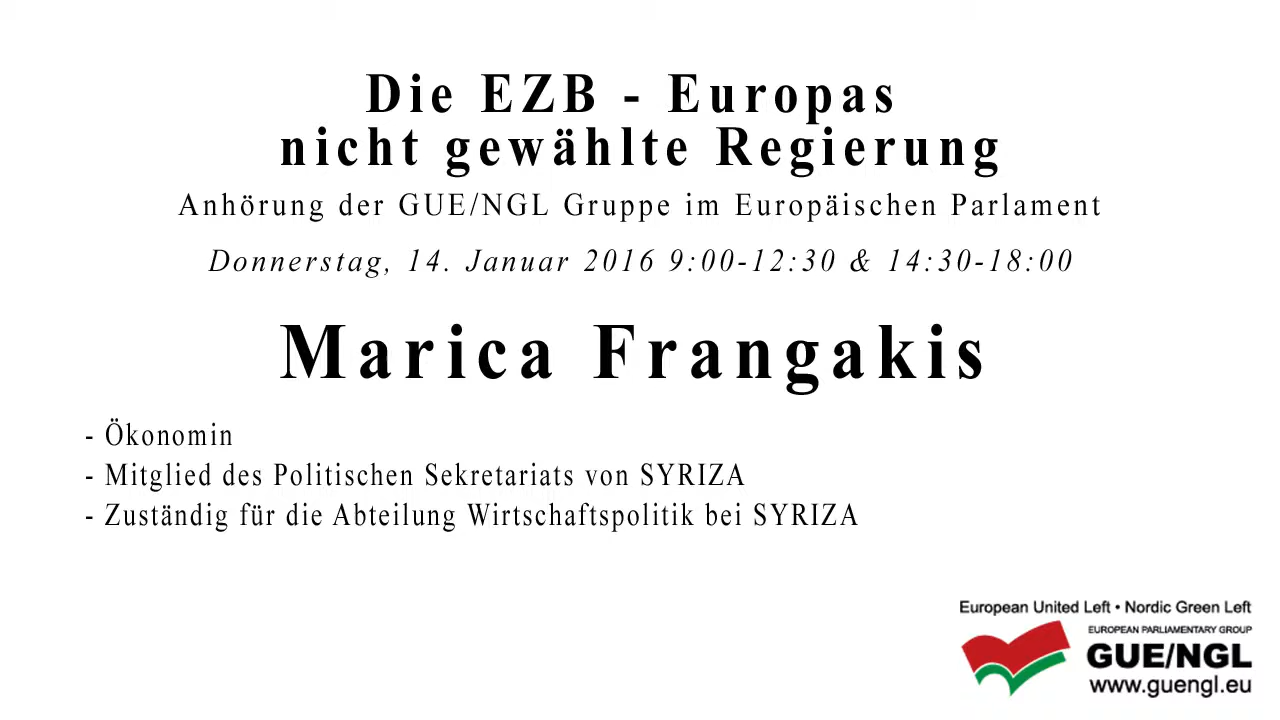 Die EZB - Europas
nicht gewählte Regierung
Anhörung der GUE/NGL Gruppe im Europäischen Parlament
Donnerstag, 14. Januar 2016 9:00-12:30 & 14:30-18:00
Marica Frangakis
- Ökonomin
- Mitglied des Politischen Sekretariats von SYRIZA
- Zuständig für die Abteilung Wirtschaftspolitik bei SYRIZA
European United Left • Nordic Green Left
EUROPEAN PARLIAMENTARY GROUP
GUE/NGL
www.guengl.eu